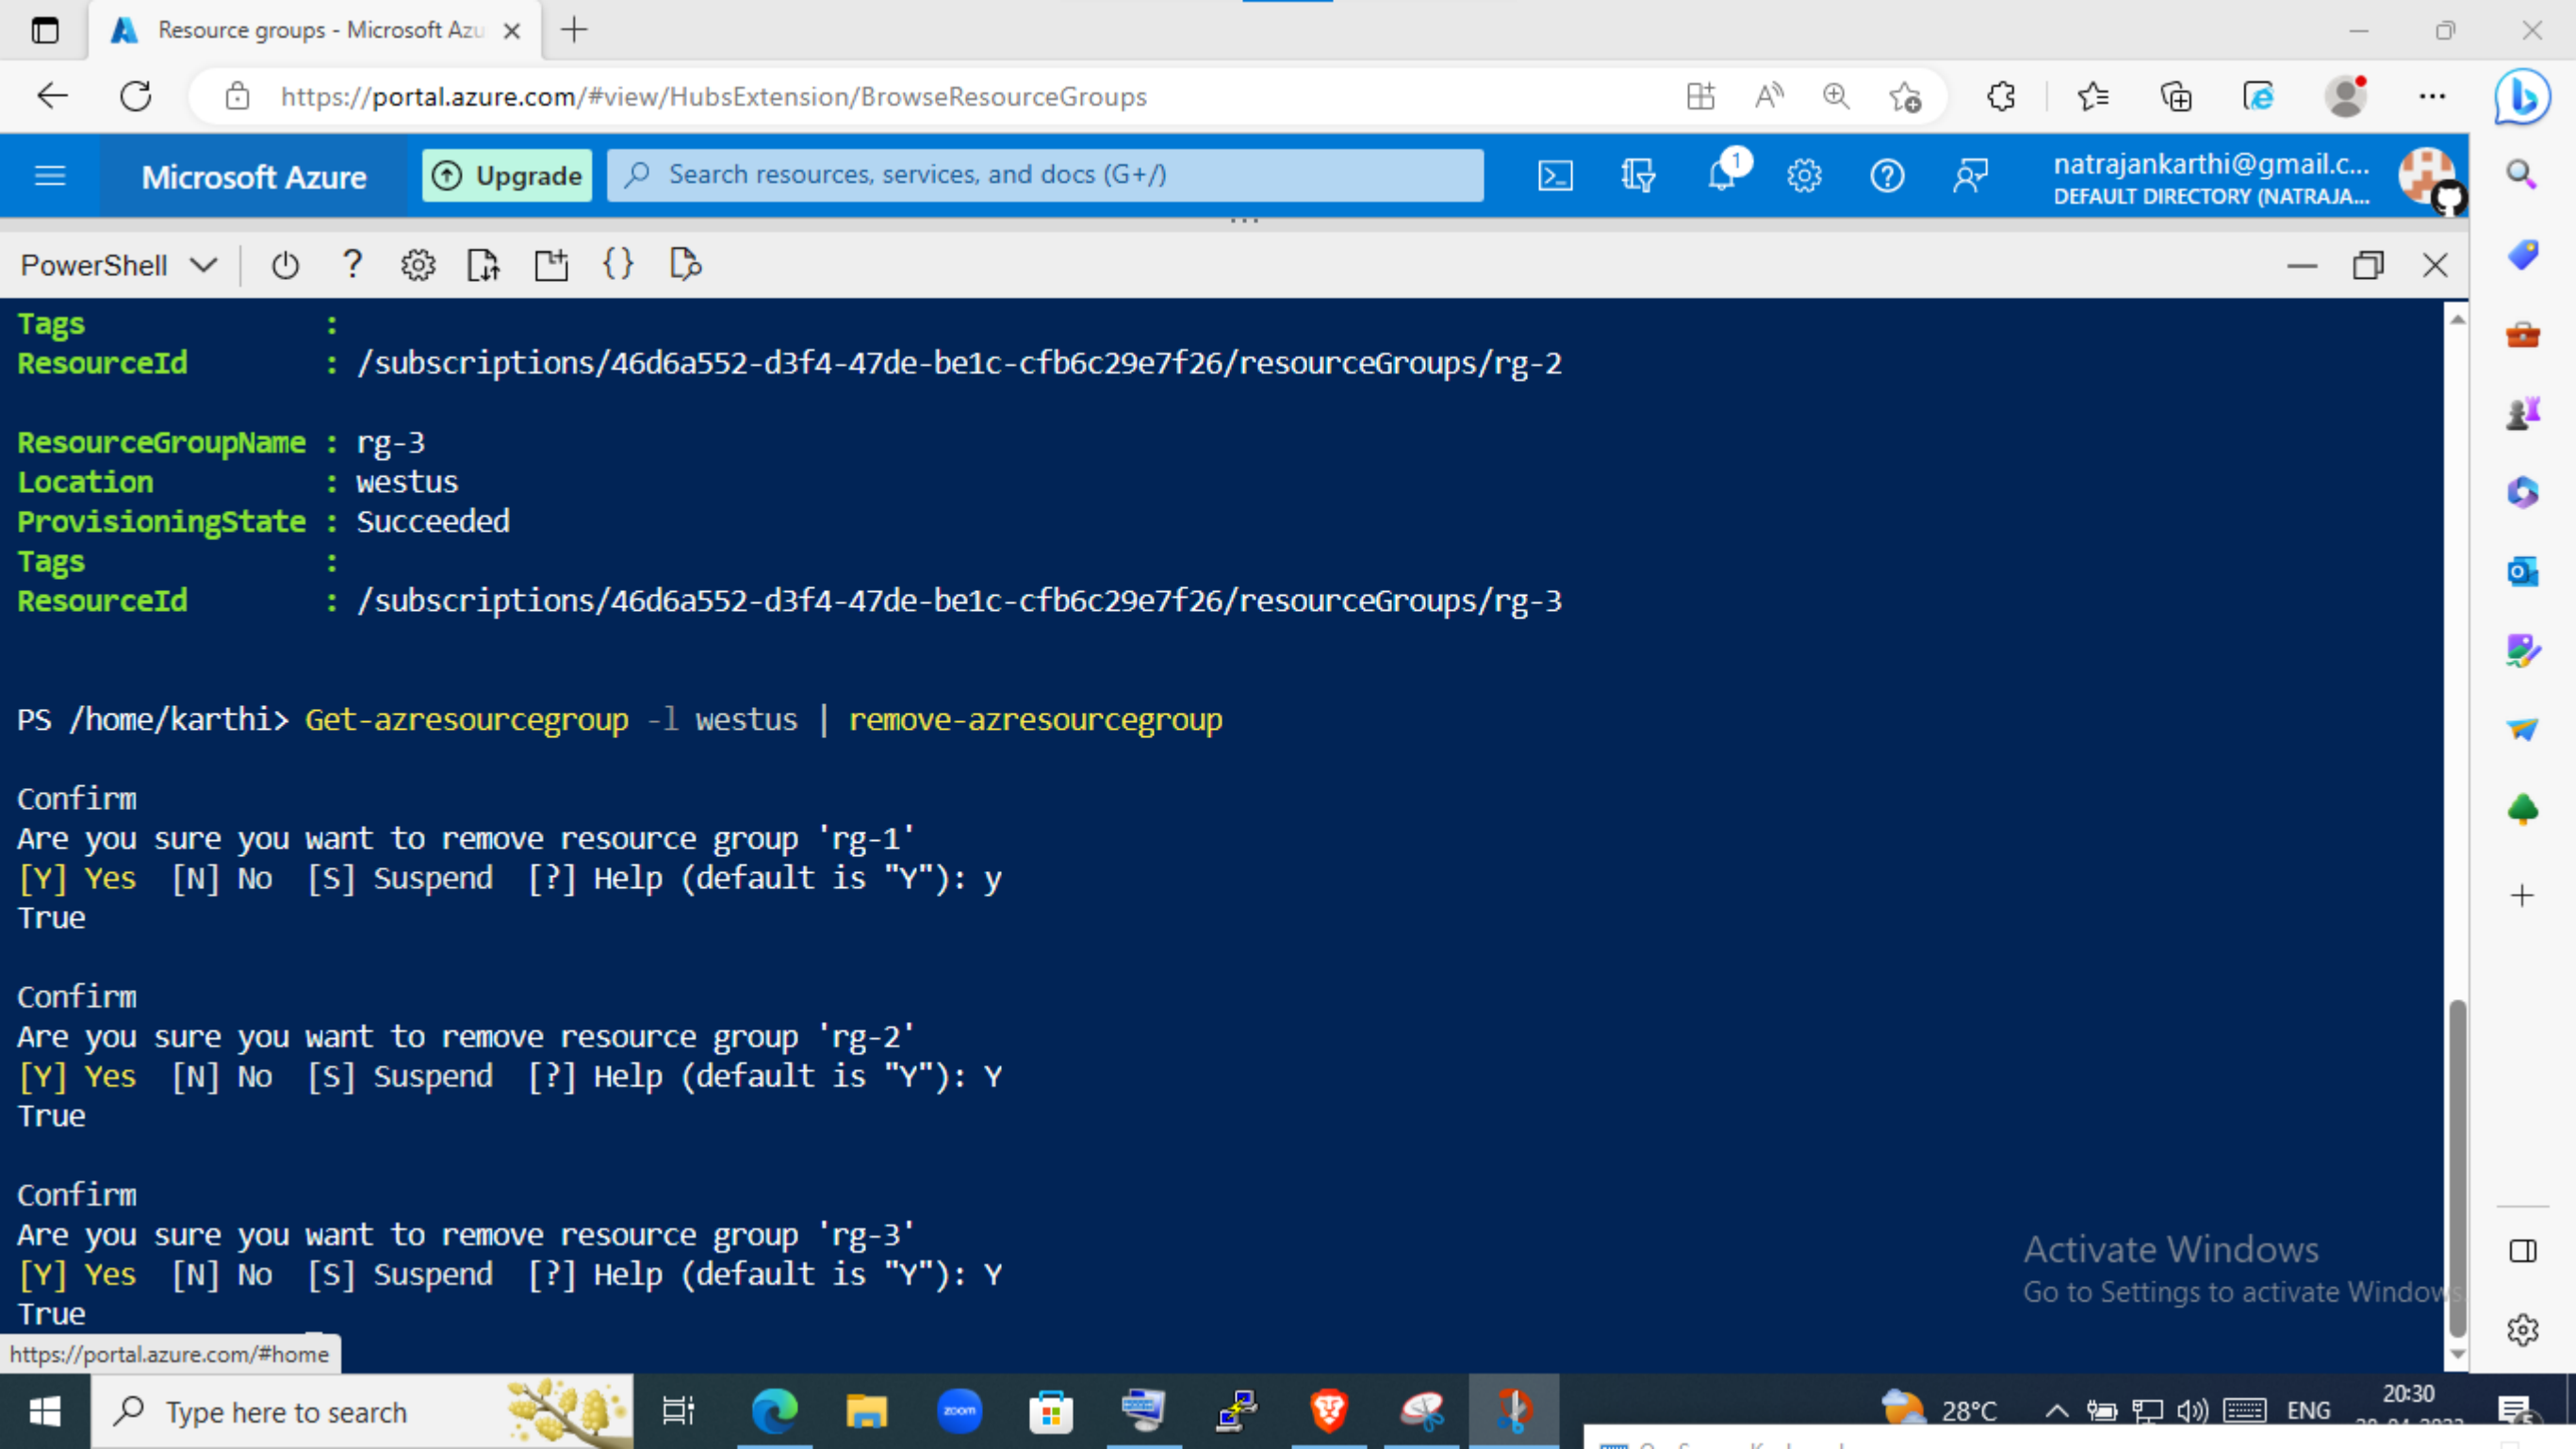 Resource groups - Microsoft Azu
https://portal.azure.com/#view/HubsExtension/BrowseResourceGroups
Microsoft Azure
Upgrade
Search resources, services, and docs (G+/)
1
natrajankarthi@gmail.c...
DEFAULT DIRECTORY (NATRAJA...
PowerShell
Tags :
ResourceId : /subscriptions/46d6a552-d3f4-47de-be1c-cfb6c29e7f26/resourceGroups/rg-2
ResourceGroupName : rg-3
Location : westus
ProvisioningState : Succeeded
Tags :
ResourceId : /subscriptions/46d6a552-d3f4-47de-be1c-cfb6c29e7f26/resourceGroups/rg-3
PS /home/karthi> Get-azresourcegroup -l westus | remove-azresourcegroup
Confirm
Are you sure you want to remove resource group 'rg-1'
[Y] Yes [N] No [S] Suspend [?] Help (default is "Y"): y
True
Confirm
Are you sure you want to remove resource group 'rg-2'
[Y] Yes [N] No [S] Suspend [?] Help (default is "Y"): Y
True
Confirm
Are you sure you want to remove resource group 'rg-3'
[Y] Yes [N] No [S] Suspend [?] Help (default is "Y"): Y
True
Activate Windows
Go to Settings to activate Windows.
https://portal.azure.com/#home
Type here to search
zoom
28°C
ENG
20:30